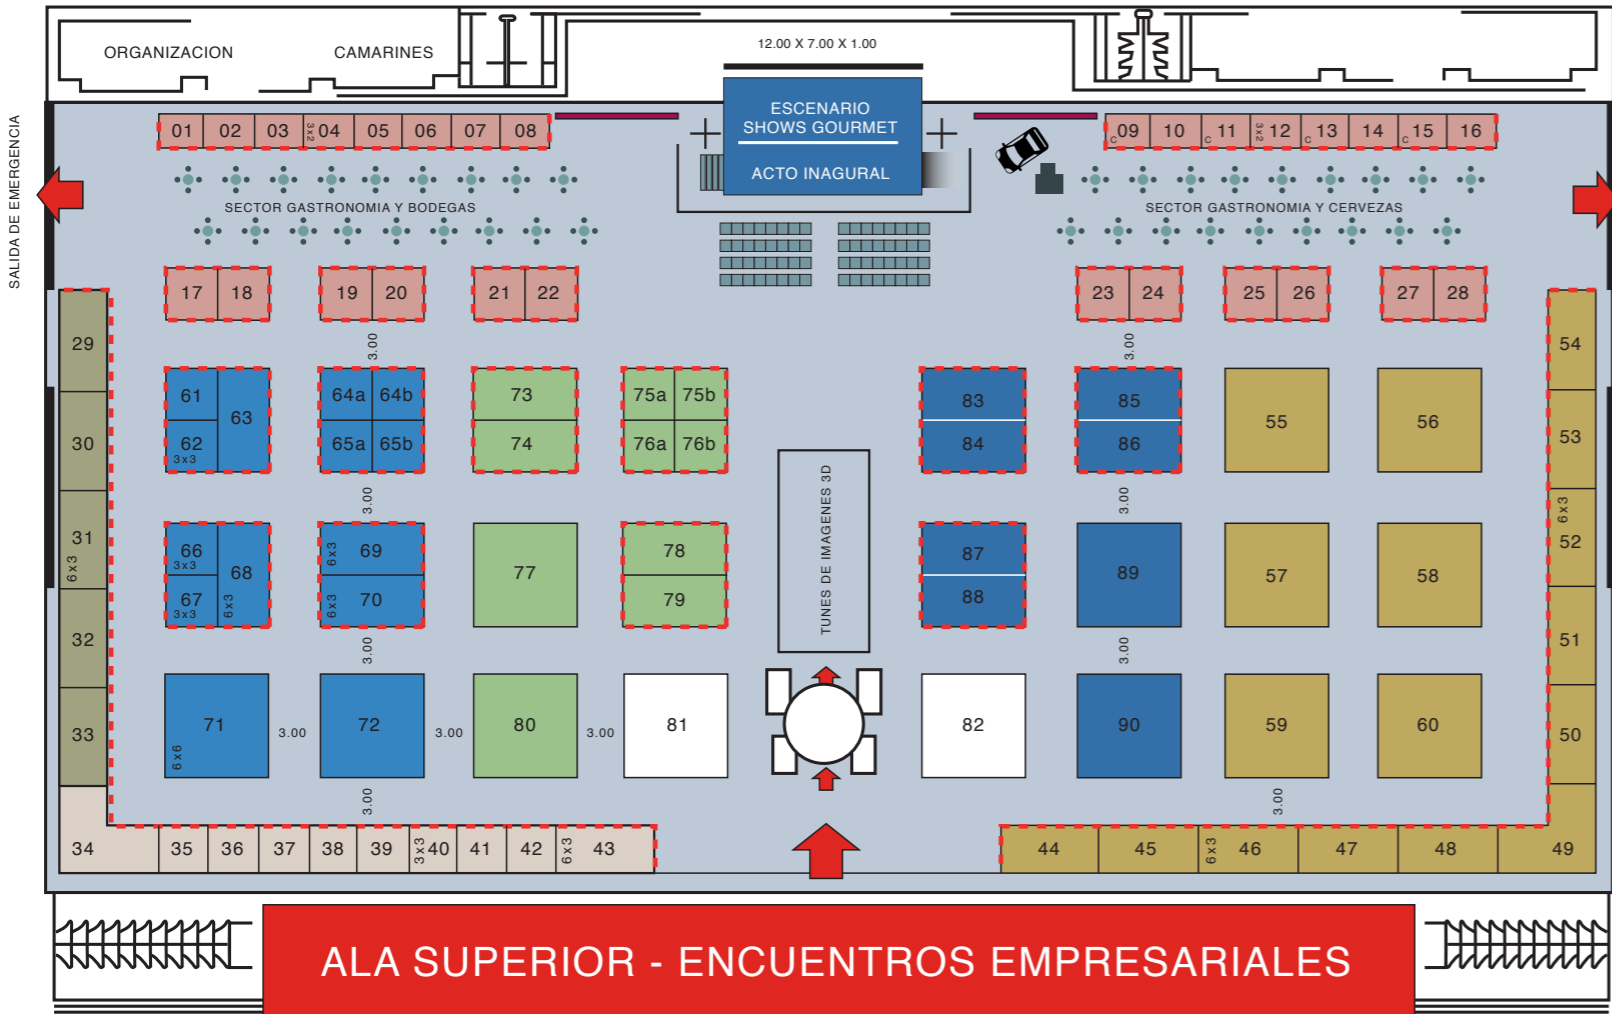 ORGANIZACION
CAMARINES
12.00 X 7.00 X 1.00
SALIDA DE EMERGENCIA
ESCENARIO
SHOWS GOURMET
ACTO INAGURAL
01 02 03 3x2 04 05 06 07 08
C 09 10 C 11 3x2 12 C 13 14 C 15 16
SECTOR GASTRONOMIA Y BODEGAS
SECTOR GASTRONOMIA Y CERVEZAS
17 18 19 20 21 22 23 24 25 26 27 28
29 3.00 3.00 54
61 63 64a 64b 73 75a 75b 83 85 55 56
30 62 3x3 65a 65b 74 76a 76b 84 86 53
3.00 3.00
TUNES DE IMAGENES 3D
6x3
31 6x3 52
66 3x3 68 6x3 6x3 69 77 78 87 89 57 58
67 3x3 6x3 70 79 88
32 3.00 3.00 51
33 71 6x6 3.00 72 3.00 80 3.00 81 82 90 59 60 50
3.00 3.00
34 35 36 37 38 39 3x3 40 41 42 6x3 43 44 45 6x3 46 47 48 49
ALA SUPERIOR - ENCUENTROS EMPRESARIALES